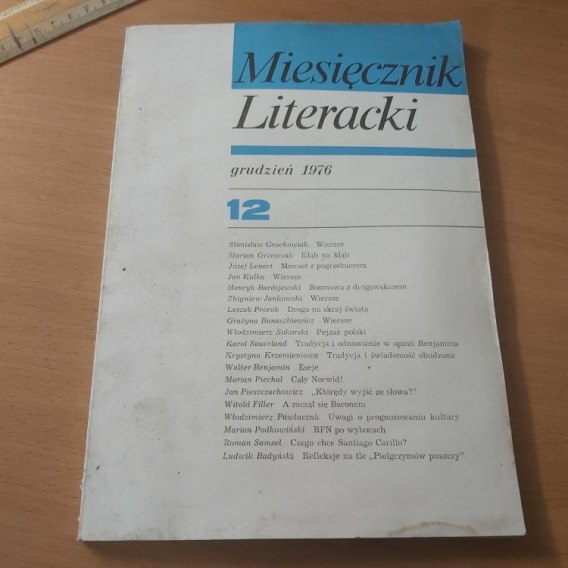 Miesięcznik
Literacki
grudzień 1976
12
Stanisław Grochowiak Wiersze
Marian Grześczak Kłąb na kłąb
Józef Lenart Menuet z pogrzebaczem
Jan Kulka Wiersze
Henryk Bardijewski Rozmowa z drogowskazem
Zbigniew Jankowski Wiersze
Leszek Prorok Droga na skraj świata
Grażyna Banaszkiewicz Wiersze
Włodzimierz Sokorski Pejzaż polski
Karol Sauerland Tradycja i odnowienie w opinii Benjamina
Krystyna Krzemieniowa Tradycja i świadomość obudzona
Walter Benjamin Eseje
Marian Piechal Cały Norwid!
Jan Pieszczachowicz „Którędy wyjść ze słowa?"
Witold Filler A zaczął się Baronem
Włodzimierz Pawluczuk Uwagi o prognozowaniu kultury
Marian Podkowiński RFN po wyborach
Roman Samsel Czego chce Santiago Carillo?
Ludwik Radyński Refleksje na tle „Pielgrzymów puszczy"